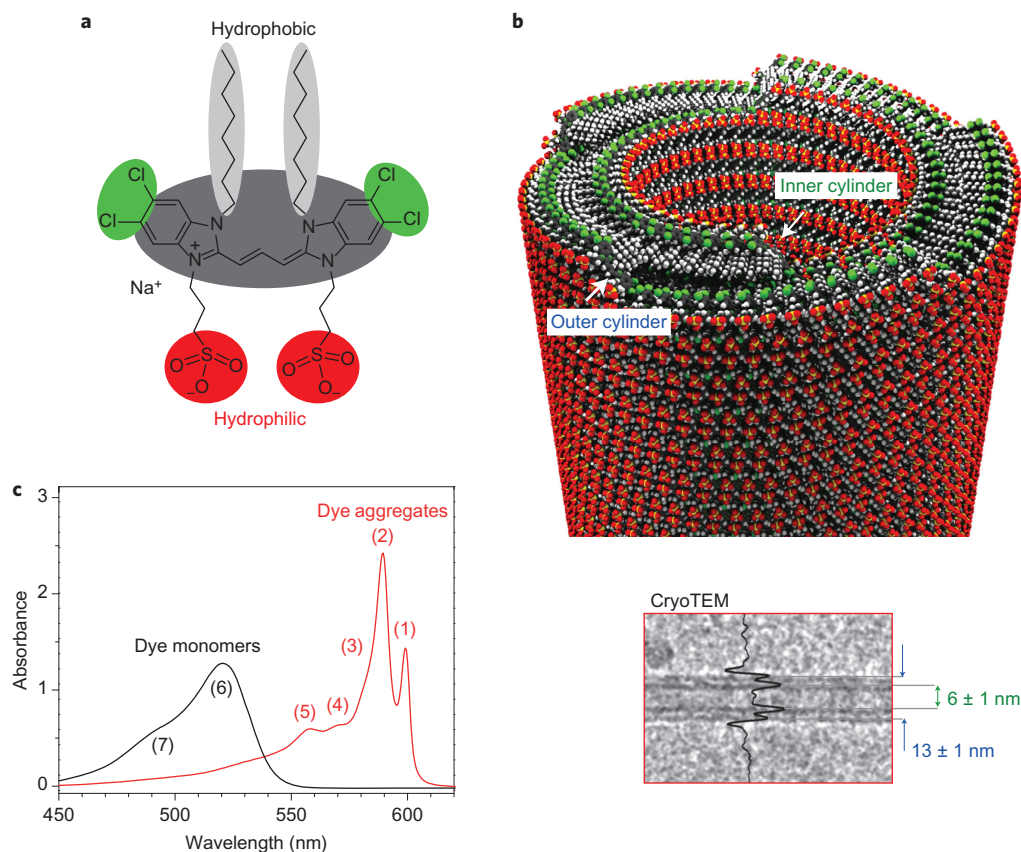 a
Hydrophobic
Cl
Cl
Cl
Cl
N
N
N
+
N
Na+
S
O
O
O
–
S
O
O
O
–
Hydrophilic
b
Inner cylinder
Outer cylinder
c
3
2
1
0
Absorbance
Dye aggregates
(2)
(1)
(3)
Dye monomers
(6)
(4)
(5)
(7)
450
500
550
600
Wavelength (nm)
CryoTEM
6 ± 1 nm
13 ± 1 nm